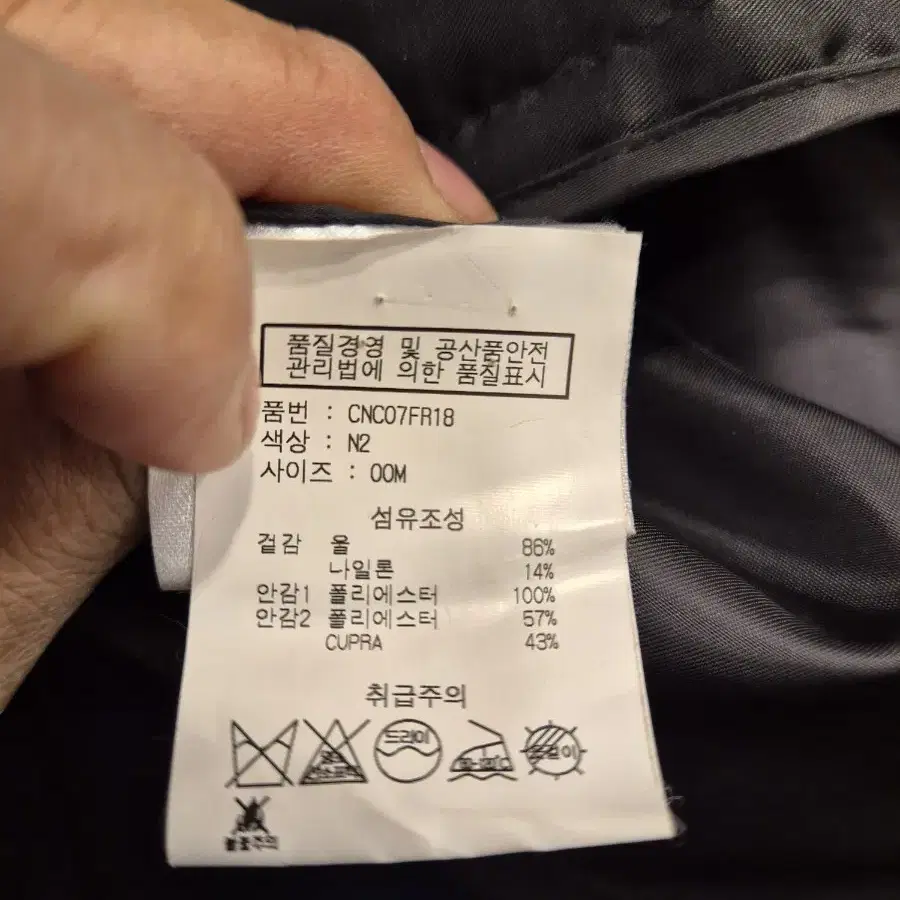 품질경영 및 공산품안전
관리법에 의한 품질표시
품번 : CNC07FR18
색상 : N2
사이즈 : 00M
섬유조성
겉감 울 86%
나일론 14%
안감1 폴리에스터 100%
안감2 폴리에스터 57%
CUPRA 43%
취급주의
드라이
옷걸이